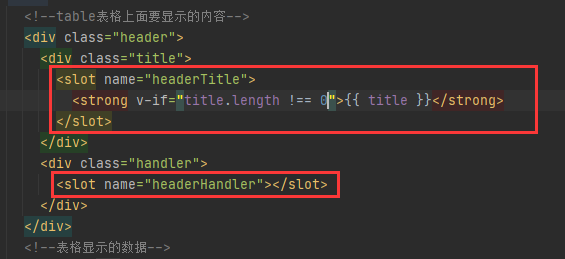 <!--table表格上面要显示的内容-->
<div class="header">
<div class="title">
<slot name="headerTitle">
<strong v-if="title.length !== 0">{{ title }}</strong>
</slot>
</div>
<div class="handler">
<slot name="headerHandler"></slot>
</div>
</div>
<!--表格显示的数据-->